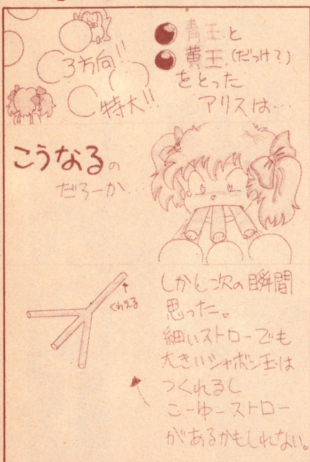 3方向!!
特大!!
青玉と
黄玉(だっけ?)
をとった
アリスは…
こうなるの
だろーか…
くわえる
しかし次の瞬間
思った。
細いストローでも
大きいシャボン玉は
つくれるし
こーゆーストロー
があるかもしれない。